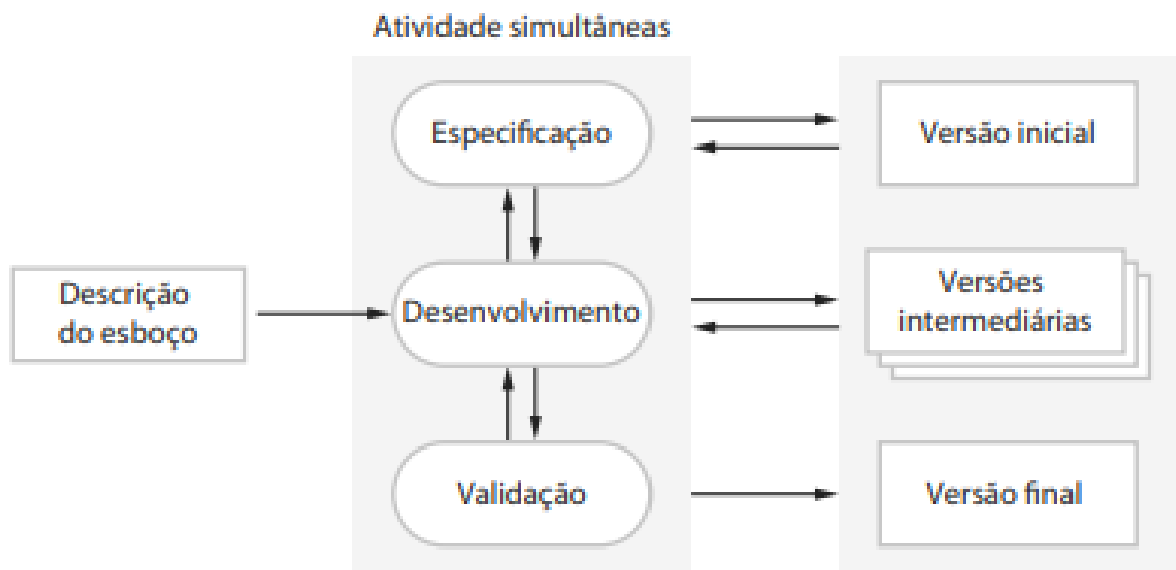 Atividade simultâneas
Especificação
Versão inicial
Descrição
do esboço
Desenvolvimento
Versões
intermediárias
Validação
Versão final